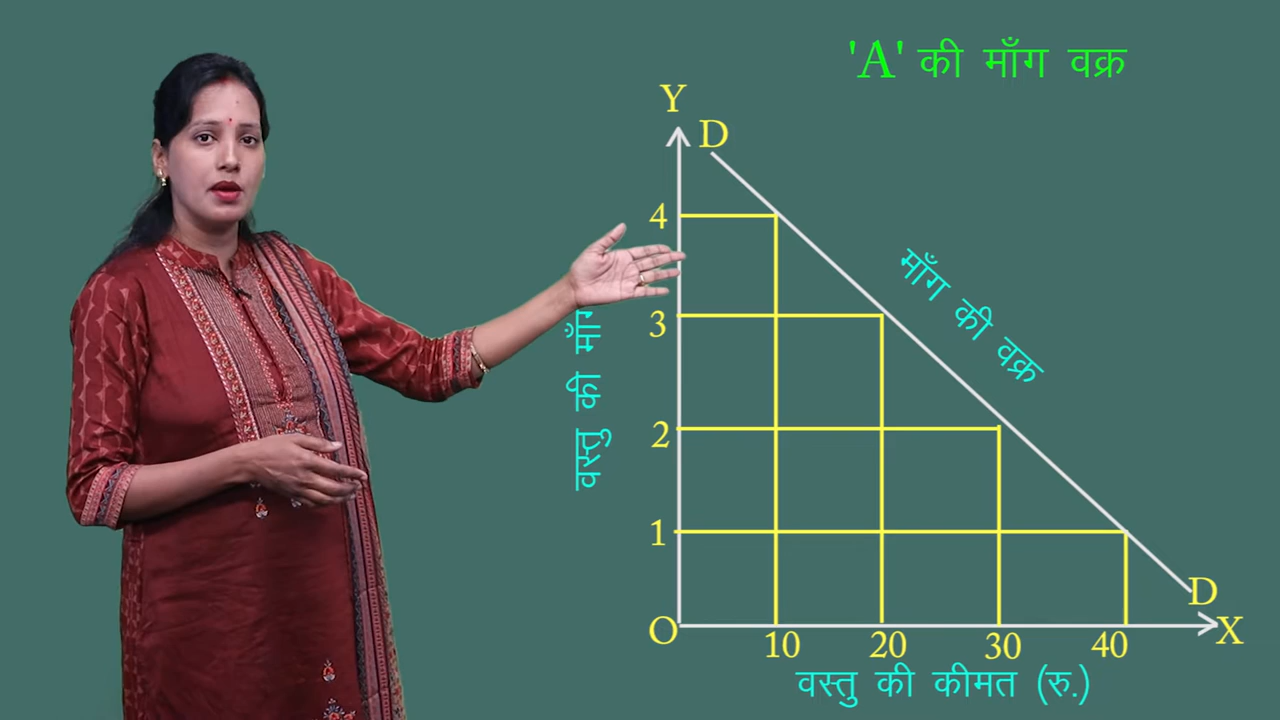 'A' की माँग वक्र
Y
D
4
3
2
1
O
वस्तु की
माँग की वक्र
D
X
10 20 30 40
वस्तु की कीमत (रु.)